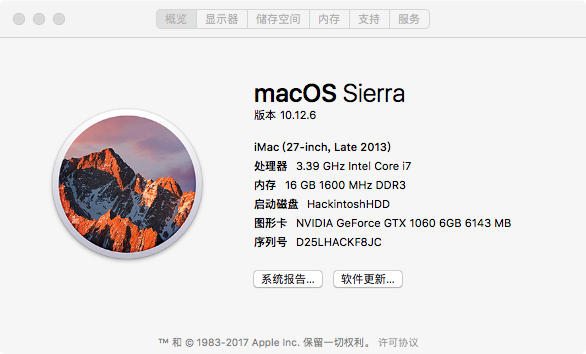 概览 显示器 储存空间 内存 支持 服务
macOS Sierra
版本 10.12.6
iMac (27-inch, Late 2013)
处理器 3.39 GHz Intel Core i7
内存 16 GB 1600 MHz DDR3
启动磁盘 HackintoshHDD
图形卡 NVIDIA GeForce GTX 1060 6GB 6143 MB
序列号 D25LHACKF8JC
系统报告... 软件更新...
™ 和 © 1983-2017 Apple Inc. 保留一切权利。 许可协议